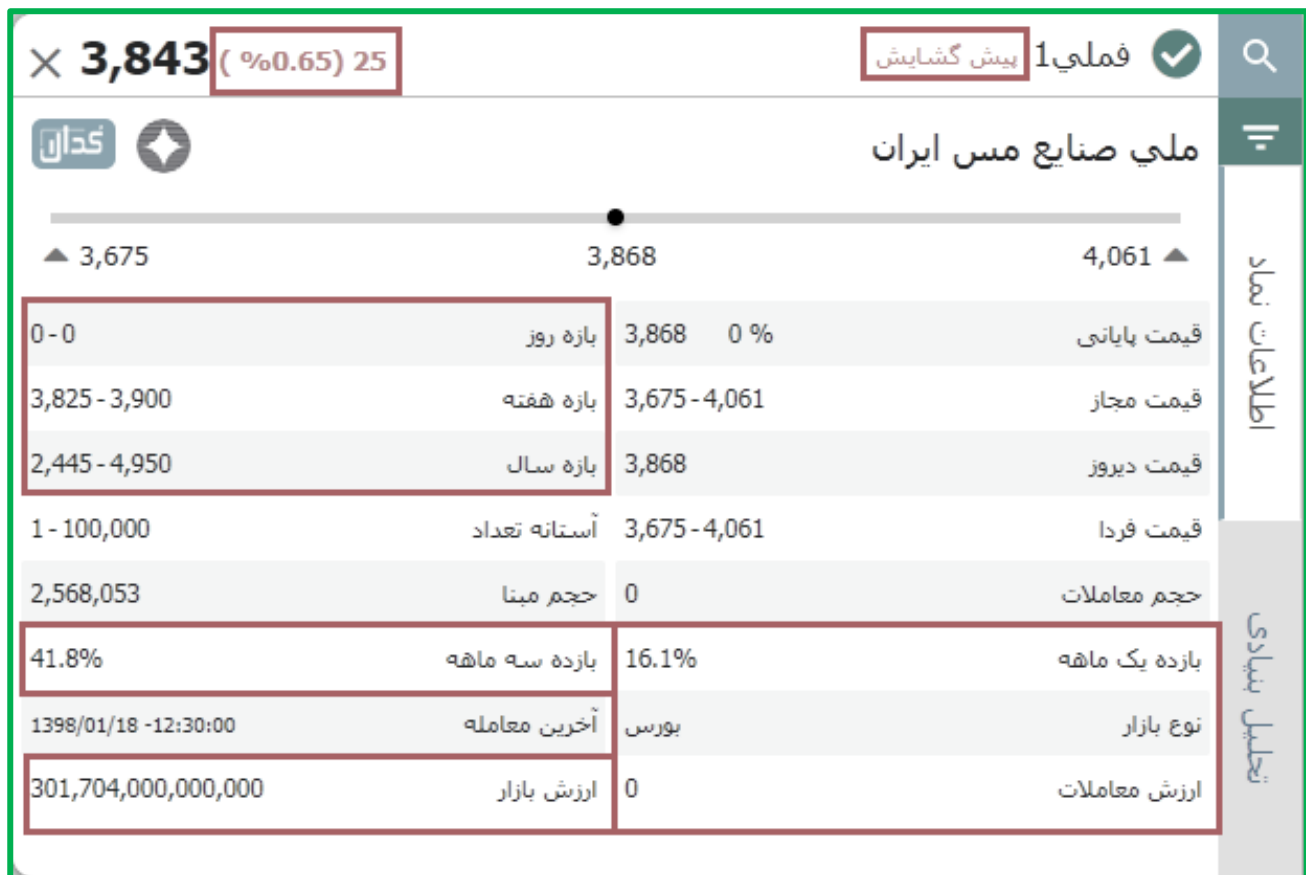 فملي1 پیش گشایش 25 (0.65% ) 3,843
ملي صنايع مس ايران کدال
4,061 3,868 3,675
قیمت پایانی 3,868 0 % بازه روز 0 - 0
قیمت مجاز 3,675 - 4,061 بازه هفته 3,825 - 3,900
قیمت دیروز 3,868 بازه سال 2,445 - 4,950
قیمت فردا 3,675 - 4,061 آستانه تعداد 1 - 100,000
حجم معاملات 0 حجم مبنا 2,568,053
بازده یک ماهه 16.1% بازده سه ماهه 41.8%
نوع بازار بورس آخرین معامله 1398/01/18 -12:30:00
ارزش معاملات 0 ارزش بازار 301,704,000,000,000
اطلاعات نماد
تحلیل بنیادی